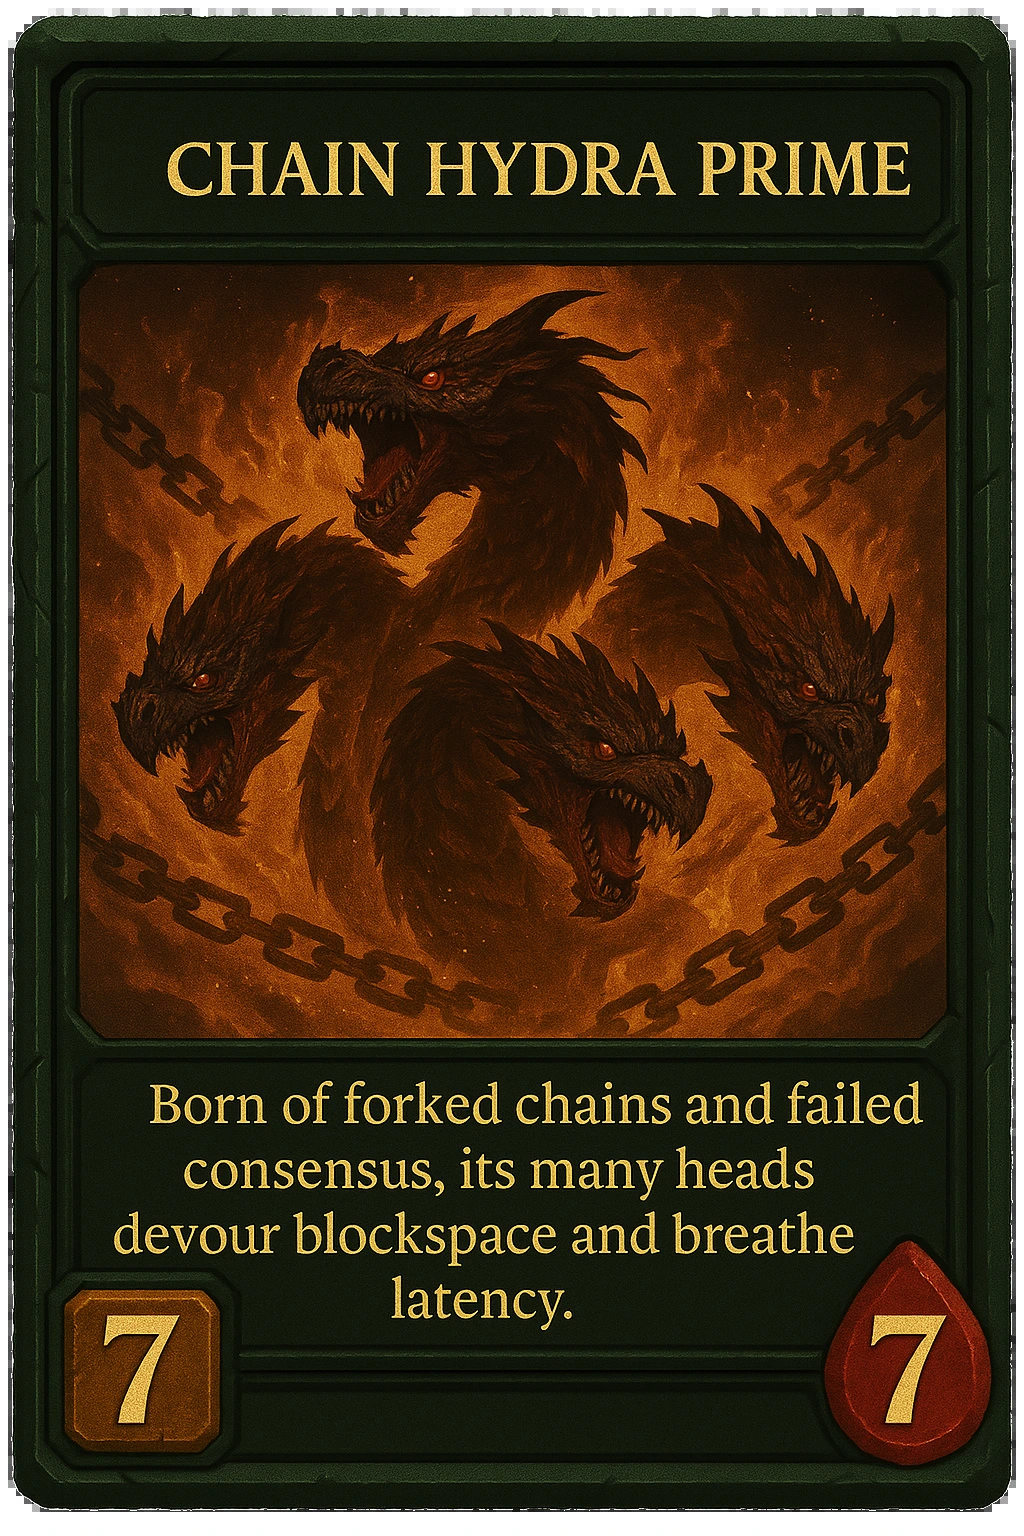 CHAIN HYDRA PRIME
Born of forked chains and failed
consensus, its many heads
devour blockspace and breathe
latency.
7
7